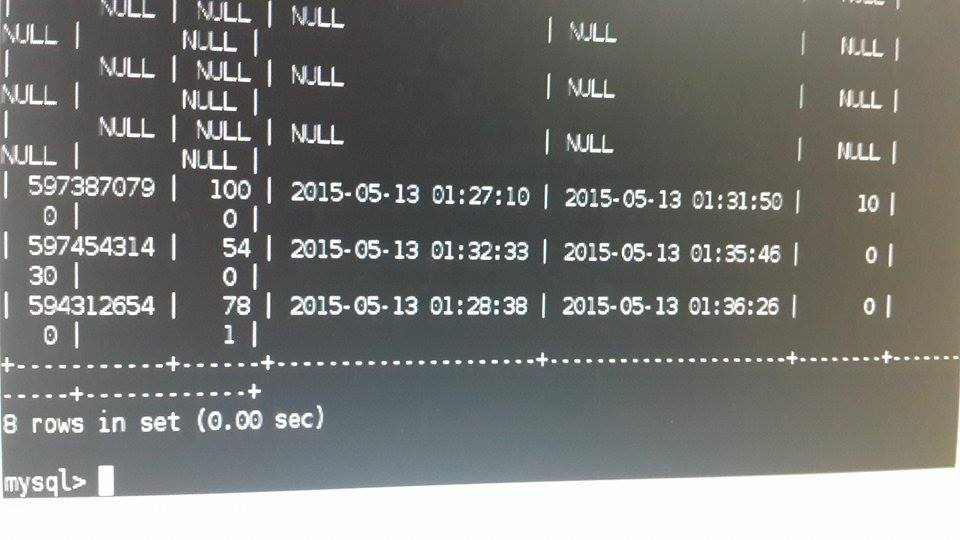 |       NULL | NULL | NULL                | NULL                |   NULL |
NULL |       NULL |
|       NULL | NULL | NULL                | NULL                |   NULL |
NULL |       NULL |
|       NULL | NULL | NULL                | NULL                |   NULL |
NULL |       NULL |
| 597387079 | 100 | 2015-05-13 01:27:10 | 2015-05-13 01:31:50 | 10 |
0 | 0 |
| 597454314 | 54 | 2015-05-13 01:32:33 | 2015-05-13 01:35:46 | 0 |
30 | 0 |
| 594312654 | 78 | 2015-05-13 01:28:38 | 2015-05-13 01:36:26 | 0 |
0 | 1 |
+-----------+------+---------------------+---------------------+--------+------
-----+------------+
8 rows in set (0.00 sec)
mysql>